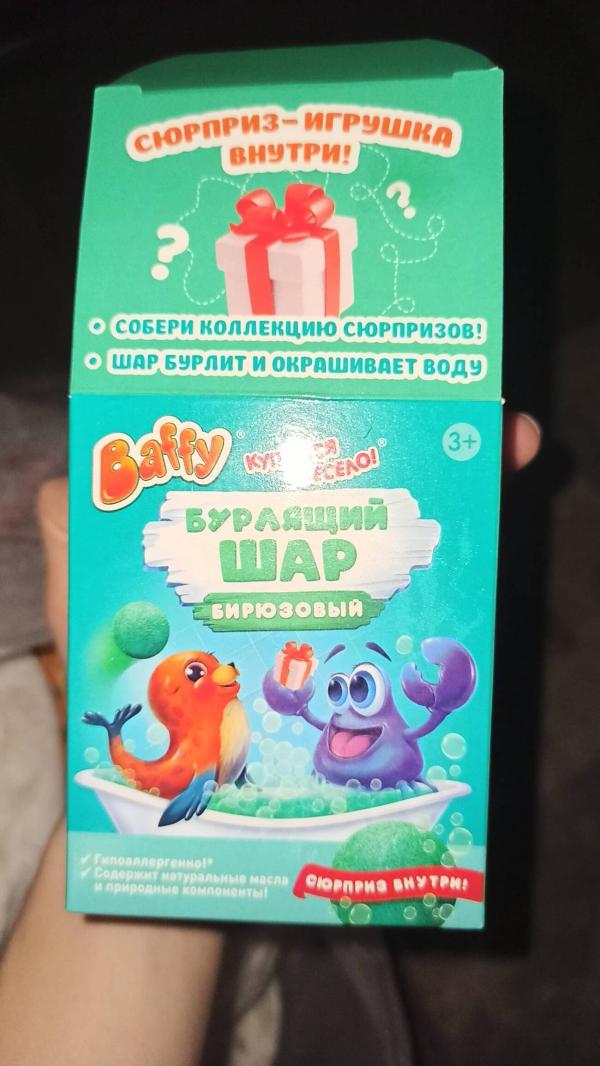 СЮРПРИЗ-ИГРУШКА
ВНУТРИ!
?
?
• СОБЕРИ КОЛЛЕКЦИЮ СЮРПРИЗОВ!
• ШАР БУРЛИТ И ОКРАШИВАЕТ ВОДУ
Baffy®
3+
БУРЛЯЩИЙ
ШАР
БИРЮЗОВЫЙ
✓ Гипоаллергенно!*
✓ Содержит натуральные масла
и природные компоненты!
СЮРПРИЗ ВНУТРИ!